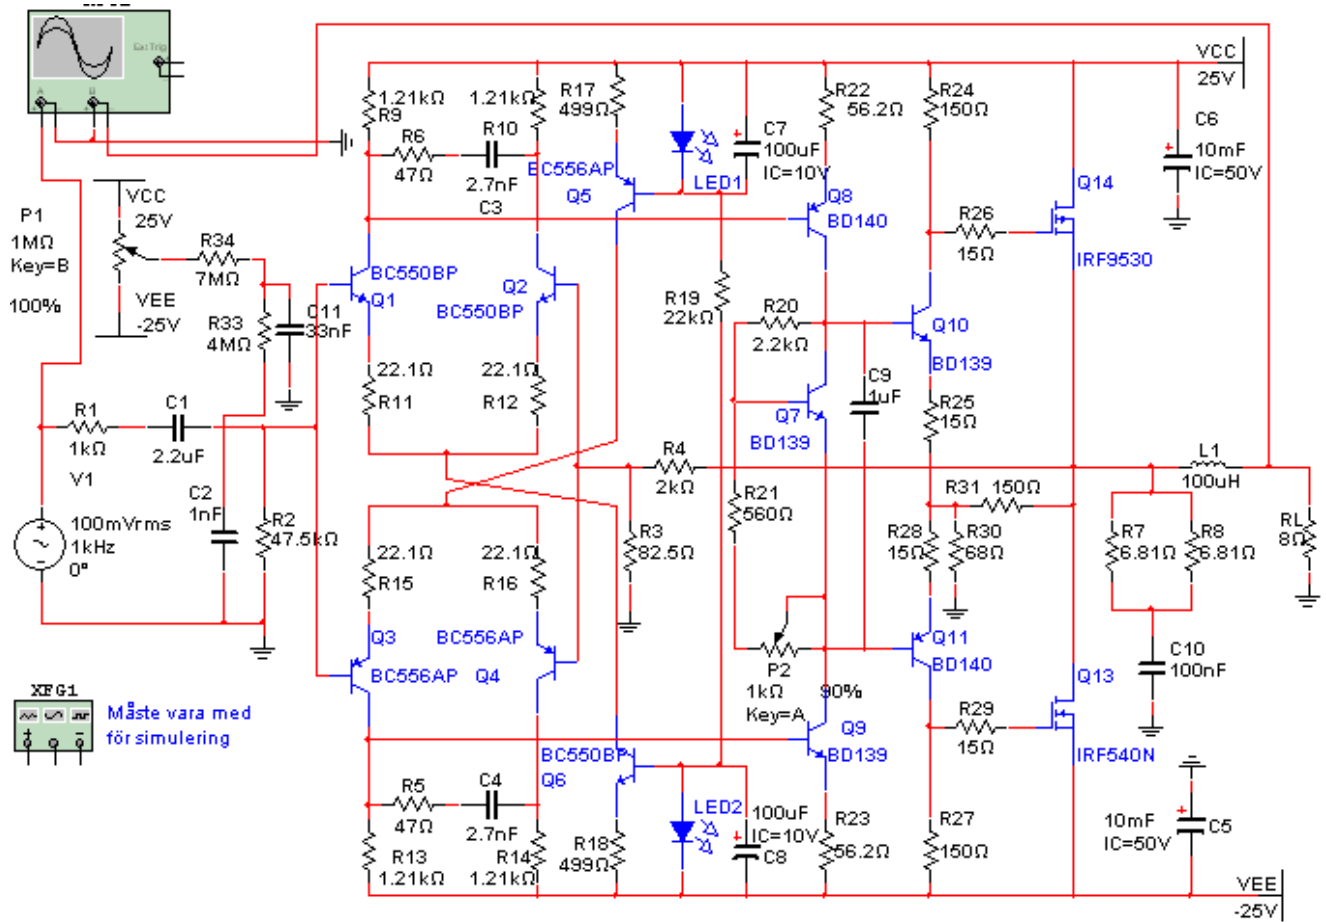 Ext Trig
A
B
VCC
25V
P1
1MΩ
Key=B
100%
VEE
-25V
R34
7MΩ
R33
4MΩ
C11
33nF
R1
1kΩ
C1
2.2uF
V1
100mVrms
1kHz
0°
C2
1nF
R2
47.5kΩ
XFG1
Måste vara med
för simulering
1.21kΩ
R9
1.21kΩ
R10
R6
47Ω
2.7nF
C3
R17
499Ω
BC556AP
Q5
LED1
C7
100uF
IC=10V
BC550BP
Q1
Q2
BC550BP
22.1Ω
R11
22.1Ω
R12
22.1Ω
R15
22.1Ω
R16
Q3
BC556AP
BC556AP
Q4
R5
47Ω
C4
2.7nF
R13
1.21kΩ
R14
1.21kΩ
BC550BP
Q6
R18
499Ω
LED2
100uF
IC=10V
C8
R19
22kΩ
R4
2kΩ
R3
82.5Ω
R22
56.2Ω
Q8
BD140
R20
2.2kΩ
Q7
BD139
C9
1uF
R21
560Ω
P2
1kΩ
90%
Key=A
Q9
BD139
R23
56.2Ω
R24
150Ω
R26
15Ω
Q14
IRF9530
Q10
BD139
R25
15Ω
R31 150Ω
R28
15Ω
R30
68Ω
Q11
BD140
R29
15Ω
Q13
IRF540N
R27
150Ω
VCC
25V
C6
10mF
IC=50V
L1
100uH
R7
6.81Ω
R8
6.81Ω
RL
8Ω
C10
100nF
10mF
IC=50V
C5
VEE
-25V